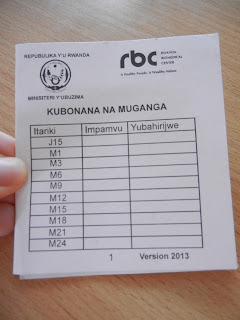 REPUBULIKA Y'U RWANDA
MINISITERI Y'UBUZIMA
rbc RWANDA BIOMEDICAL CENTER
A Healthy People, A Wealthy Nation
KUBONANA NA MUGANGA
Itariki Impamvu Yubahirijwe
J15
M1
M3
M6
M9
M12
M15
M18
M21
M24
1 Version 2013